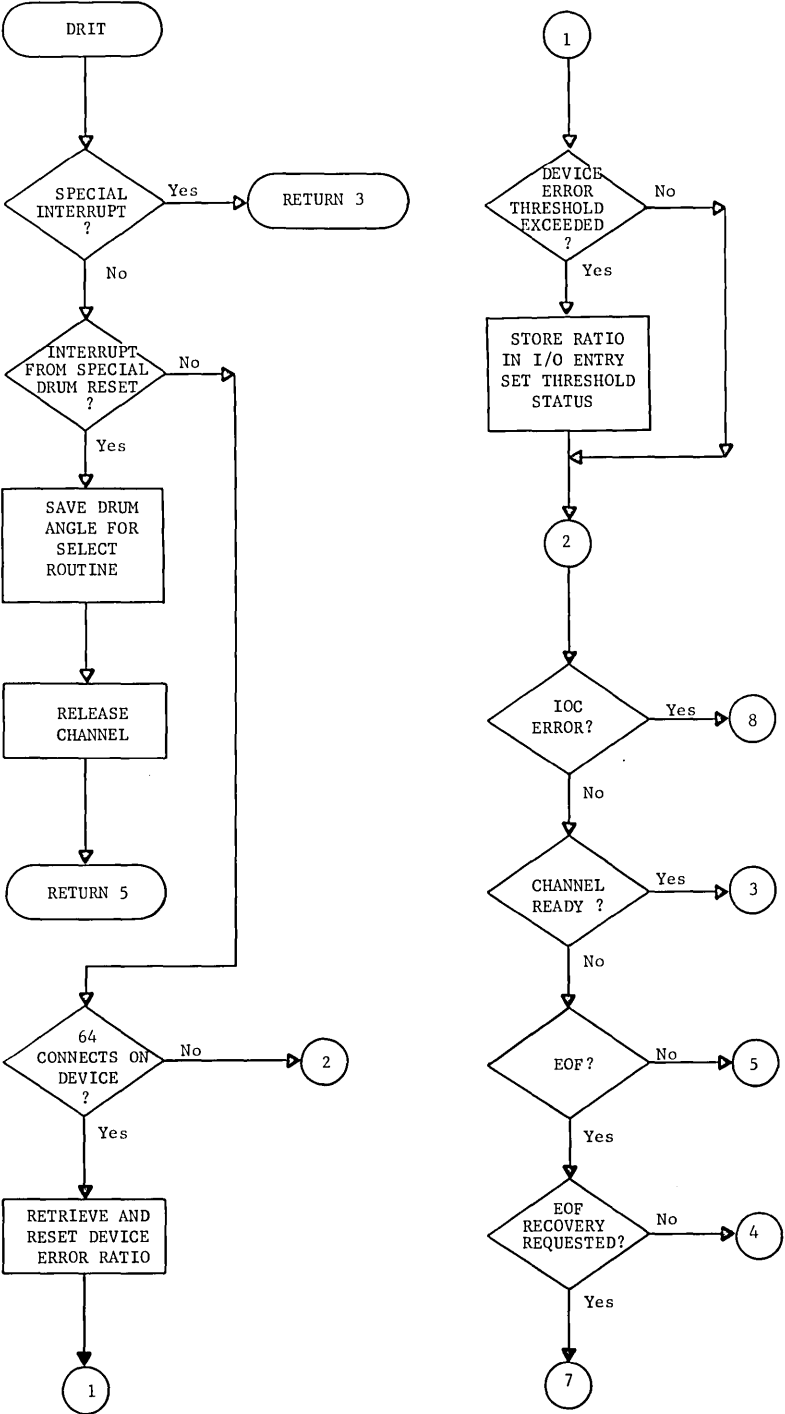 DRIT
SPECIAL
INTERRUPT
?
Yes
RETURN 3
No
INTERRUPT
FROM SPECIAL
DRUM RESET
?
No
Yes
SAVE DRUM
ANGLE FOR
SELECT
ROUTINE
RELEASE
CHANNEL
RETURN 5
64
CONNECTS ON
DEVICE
?
No
2
Yes
RETRIEVE AND
RESET DEVICE
ERROR RATIO
1
1
DEVICE
ERROR
THRESHOLD
EXCEEDED
?
No
Yes
STORE RATIO
IN I/O ENTRY
SET THRESHOLD
STATUS
2
IOC
ERROR?
Yes
8
No
CHANNEL
READY ?
Yes
3
No
EOF?
No
5
Yes
EOF
RECOVERY
REQUESTED?
No
4
Yes
7